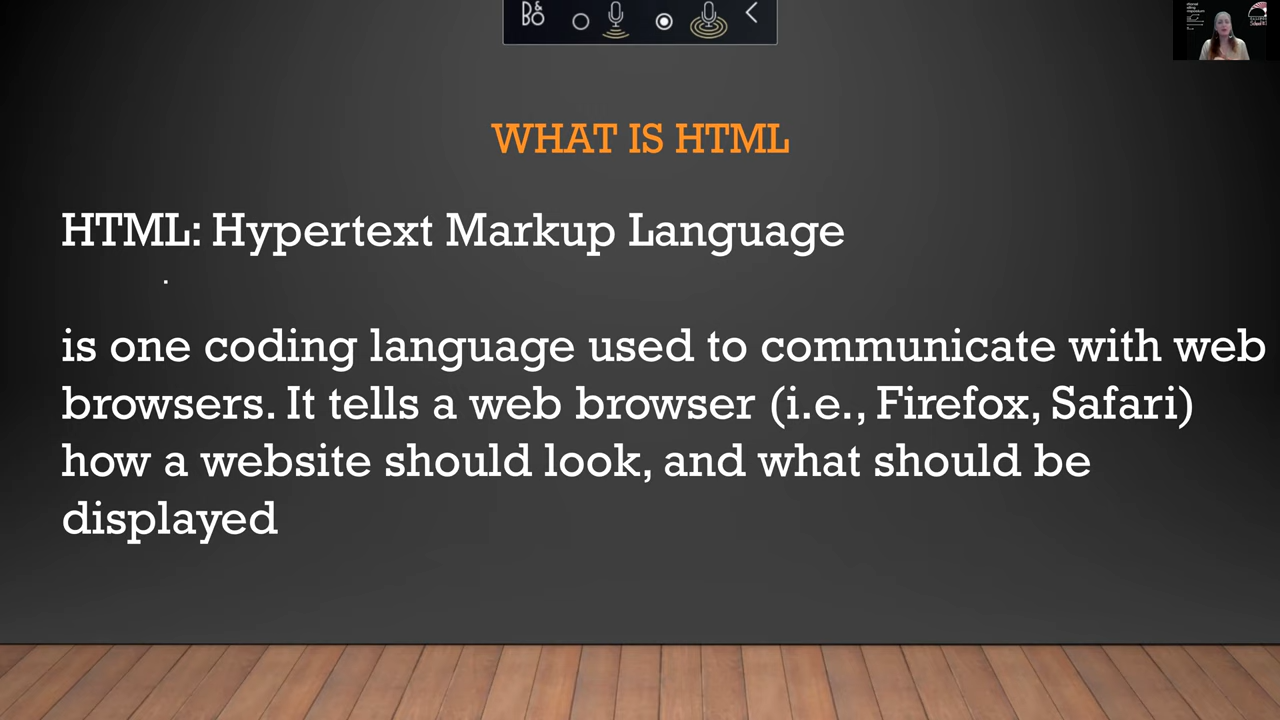 B&O
WHAT IS HTML
HTML: Hypertext Markup Language
.
is one coding language used to communicate with web
browsers. It tells a web browser (i.e., Firefox, Safari)
how a website should look, and what should be
displayed